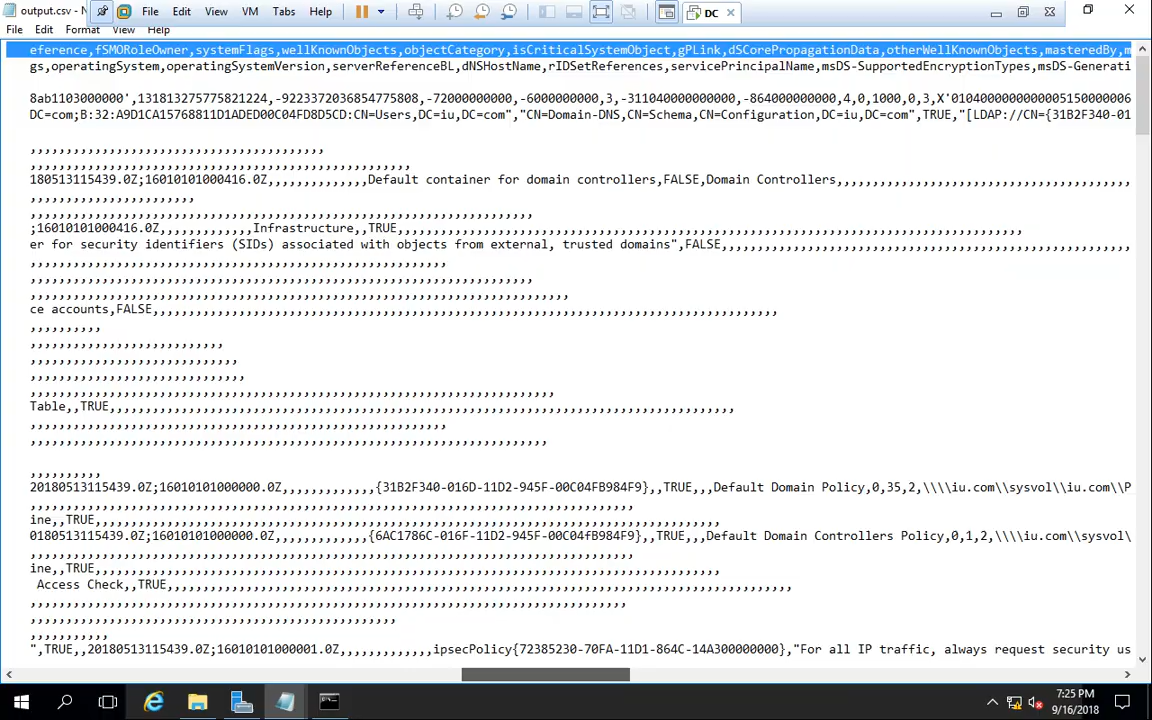 output.csv - N File Edit View VM Tabs Help DC
File Edit Format View Help
eference,fSMORoleOwner,systemFlags,wellKnownObjects,objectCategory,isCriticalSystemObject,gPLink,dSCorePropagationData,otherWellKnownObjects,masteredBy,m
gs,operatingSystem,operatingSystemVersion,serverReferenceBL,dNSHostName,rIDSetReferences,servicePrincipalName,msDS-SupportedEncryptionTypes,msDS-Generati
8ab1103000000',131813275775821224,-9223372036854775808,-72000000000,-6000000000,3,-311040000000000,-864000000000,4,0,1000,0,3,X'010400000000000515000006
DC=com;B:32:A9D1CA15768811D1ADED00C04FD8D5CD:CN=Users,DC=iu,DC=com","CN=Domain-DNS,CN=Schema,CN=Configuration,DC=iu,DC=com",TRUE,"[LDAP://CN={31B2F340-01
180513115439.0Z;16010101000416.0Z,,,,,,,,,,,,,,Default container for domain controllers,FALSE,Domain Controllers,,,,,,,,,,,,,,,,,,,,,,,,,,,,,,,,,,,,,,,,,
;16010101000416.0Z,,,,,,,,,,,,,Infrastructure,,TRUE,,,,,,,,,,,,,,,,,,,,,,,,,,,,,,,,,,,,,,,,,,,,,,,,,,,,,,,,,,,,,,,,,,,,,,,,,,,,,,,,,,,,,,
er for security identifiers (SIDs) associated with objects from external, trusted domains",FALSE,,,,,,,,,,,,,,,,,,,,,,,,,,,,,,,,,,,,,,,,,,,,,,,,,,,,,,,,,
ce accounts,FALSE,,,,,,,,,,,,,,,,,,,,,,,,,,,,,,,,,,,,,,,,,,,,,,,,,,,,,,,,,,,,,,,,,,,,,,,,,,,,,,,,,,,,,,,
Table,,TRUE,,,,,,,,,,,,,,,,,,,,,,,,,,,,,,,,,,,,,,,,,,,,,,,,,,,,,,,,,,,,,,,,,,,,,,,,,,,,,,,,,,,,,,,
20180513115439.0Z;16010101000000.0Z,,,,,,,,,,,,,{31B2F340-016D-11D2-945F-00C04FB984F9},,TRUE,,,Default Domain Policy,0,35,2,\\\\iu.com\\sysvol\\iu.com\\P
ine,,TRUE,,,,,,,,,,,,,,,,,,,,,,,,,,,,,,,,,,,,,,,,,,,,,,,,,,,,,,,,,,,,,,,,,,,,,,,,,,,,,,,,,,,,,,,
0180513115439.0Z;16010101000000.0Z,,,,,,,,,,,,,{6AC1786C-016F-11D2-945F-00C04fB984F9},,TRUE,,,Default Domain Controllers Policy,0,1,2,\\\\iu.com\\sysvol\
ine,,TRUE,,,,,,,,,,,,,,,,,,,,,,,,,,,,,,,,,,,,,,,,,,,,,,,,,,,,,,,,,,,,,,,,,,,,,,,,,,,,,,,,,,,,,,,
Access Check,,TRUE,,,,,,,,,,,,,,,,,,,,,,,,,,,,,,,,,,,,,,,,,,,,,,,,,,,,,,,,,,,,,,,,,,,,,,,,,,,,,,,,,,,,,,,
",TRUE,,20180513115439.0Z;16010101000001.0Z,,,,,,,,,,,,,ipsecPolicy{72385230-70FA-11D1-864C-14A300000000},"For all IP traffic, always request security us
7:25 PM
9/16/2018